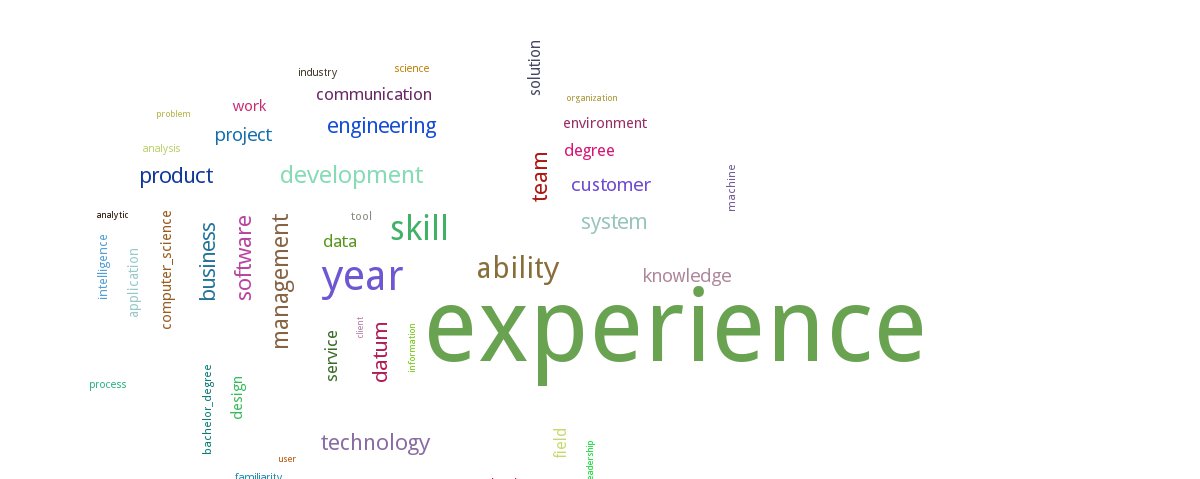 solution
industry
science
communication
organization
work
problem
engineering
environment
project
analysis
degree
team
product
development
customer
machine
analytic
computer_science
business
software
management
tool
skill
system
data
intelligence
application
year
ability
knowledge
experience
service
client
datum
information
process
bachelor_degree
design
technology
field
user
familiarity
eadership